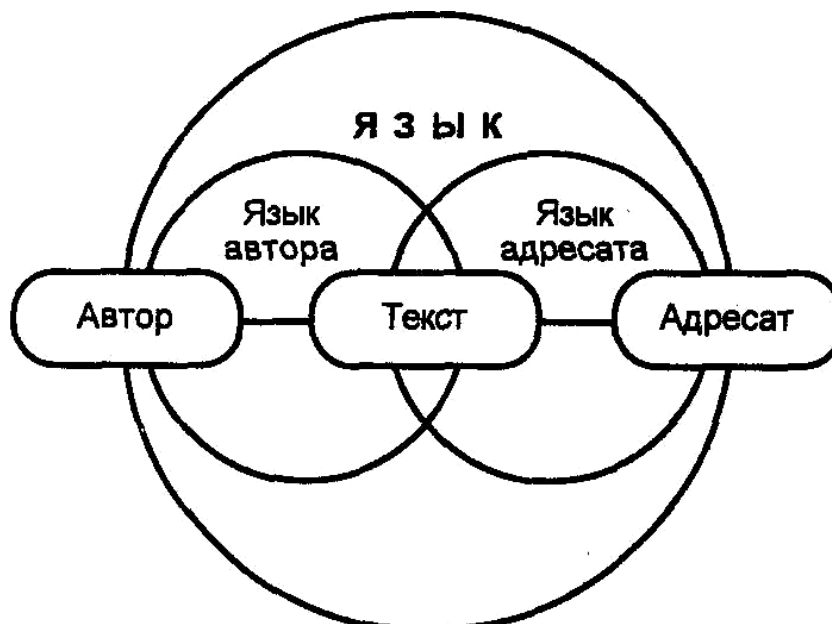 Я З Ы К
Язык
автора
Язык
адресата
Автор
Текст
Адресат